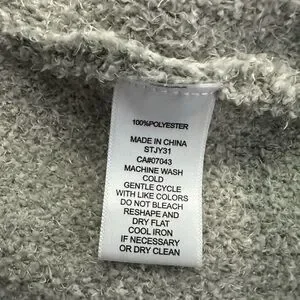 100%POLYESTER
MADE IN CHINA
STJY31
CA#07043
MACHINE WASH
COLD
GENTLE CYCLE
WITH LIKE COLORS
DO NOT BLEACH
RESHAPE AND
DRY FLAT
COOL IRON
IF NECESSARY
OR DRY CLEAN